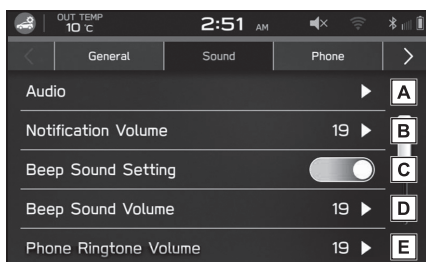 OUT TEMP
10 °C
2:51 AM
General
Sound
Phone
Audio
A
Notification Volume 19
B
Beep Sound Setting
C
Beep Sound Volume 19
D
Phone Ringtone Volume 19
E